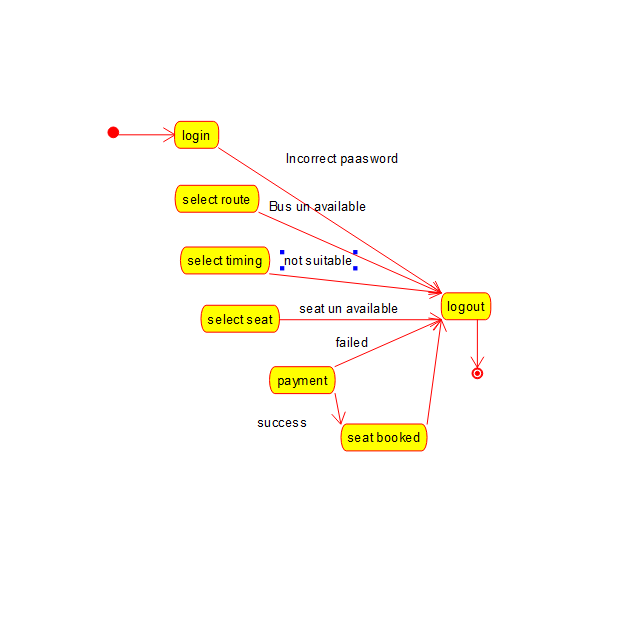 login
Incorrect paasword
select route
Bus un available
select timing
not suitable
logout
select seat
seat un available
failed
payment
success
seat booked